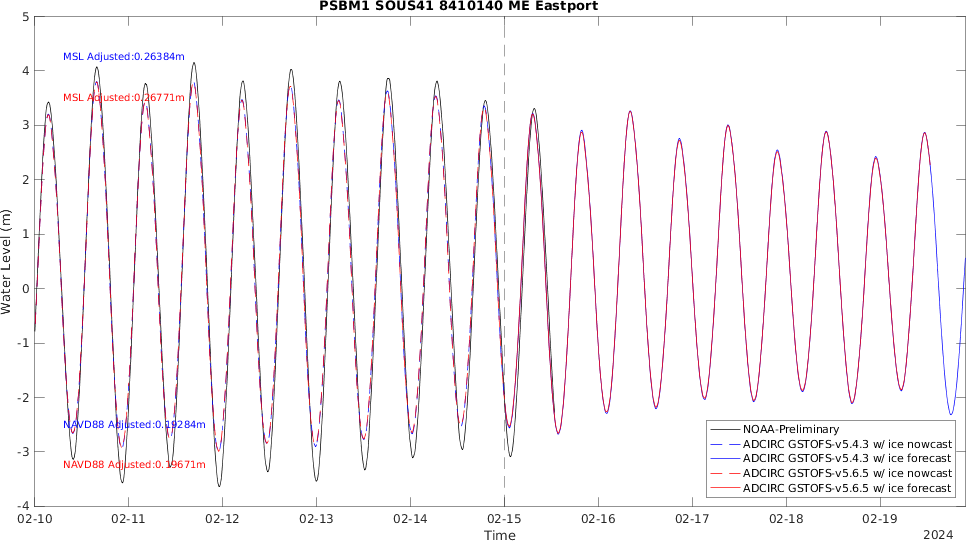 PSBM1 SOUS41 8410140 ME Eastport
5
4
3
2
1
0
-1
-2
-3
-4
Water Level (m)
MSL Adjusted:0.26384m
MSL Adjusted:0.26771m
NAVD88 Adjusted:0.19284m
NAVD88 Adjusted:0.19671m
NOAA-Preliminary
ADCIRC GSTOFS-v5.4.3 w/ ice nowcast
ADCIRC GSTOFS-v5.4.3 w/ ice forecast
ADCIRC GSTOFS-v5.6.5 w/ ice nowcast
ADCIRC GSTOFS-v5.6.5 w/ ice forecast
02-10 02-11 02-12 02-13 02-14 02-15 02-16 02-17 02-18 02-19
Time
2024